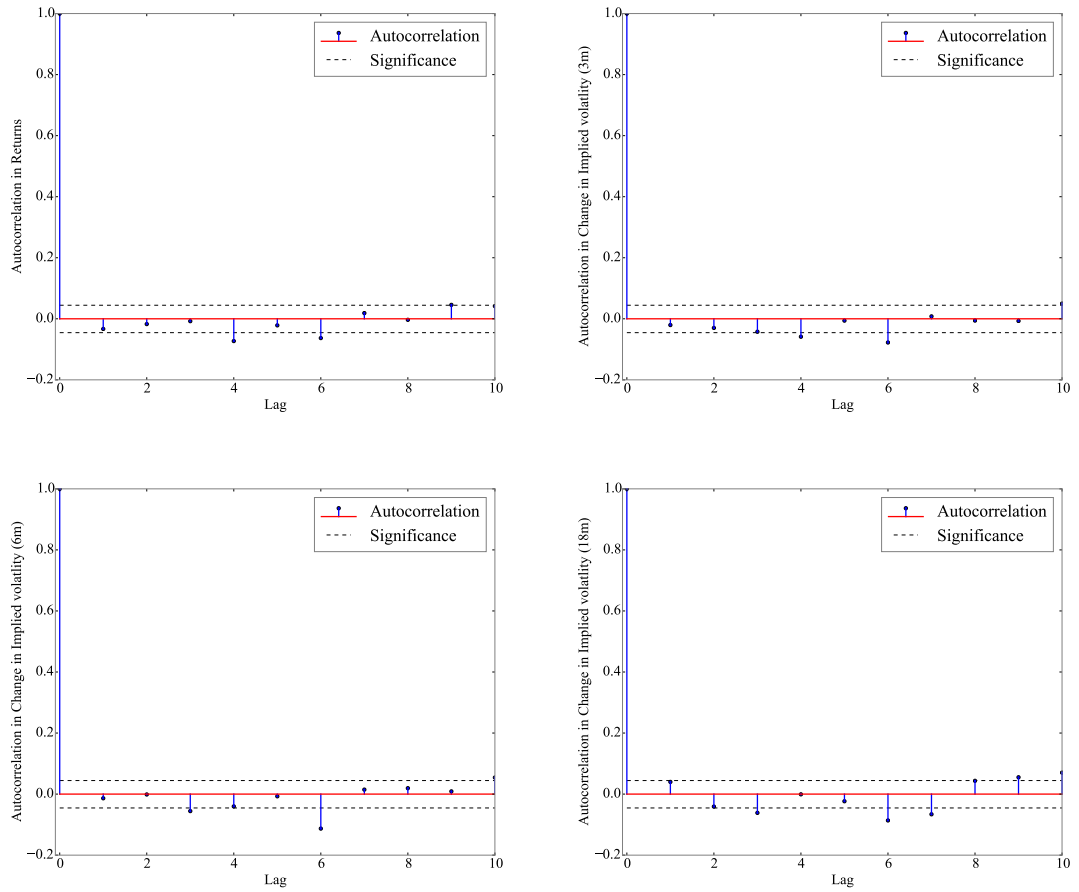 Autocorrelation in Returns
1.0
0.8
0.6
0.4
0.2
0.0
−0.2
0 2 4 6 8 10
Lag
Autocorrelation
Significance
Autocorrelation in Change in Implied volatlity (3m)
1.0
0.8
0.6
0.4
0.2
0.0
−0.2
0 2 4 6 8 10
Lag
Autocorrelation
Significance
Autocorrelation in Change in Implied volatlity (6m)
1.0
0.8
0.6
0.4
0.2
0.0
−0.2
0 2 4 6 8 10
Lag
Autocorrelation
Significance
Autocorrelation in Change in Implied volatlity (18m)
1.0
0.8
0.6
0.4
0.2
0.0
−0.2
0 2 4 6 8 10
Lag
Autocorrelation
Significance